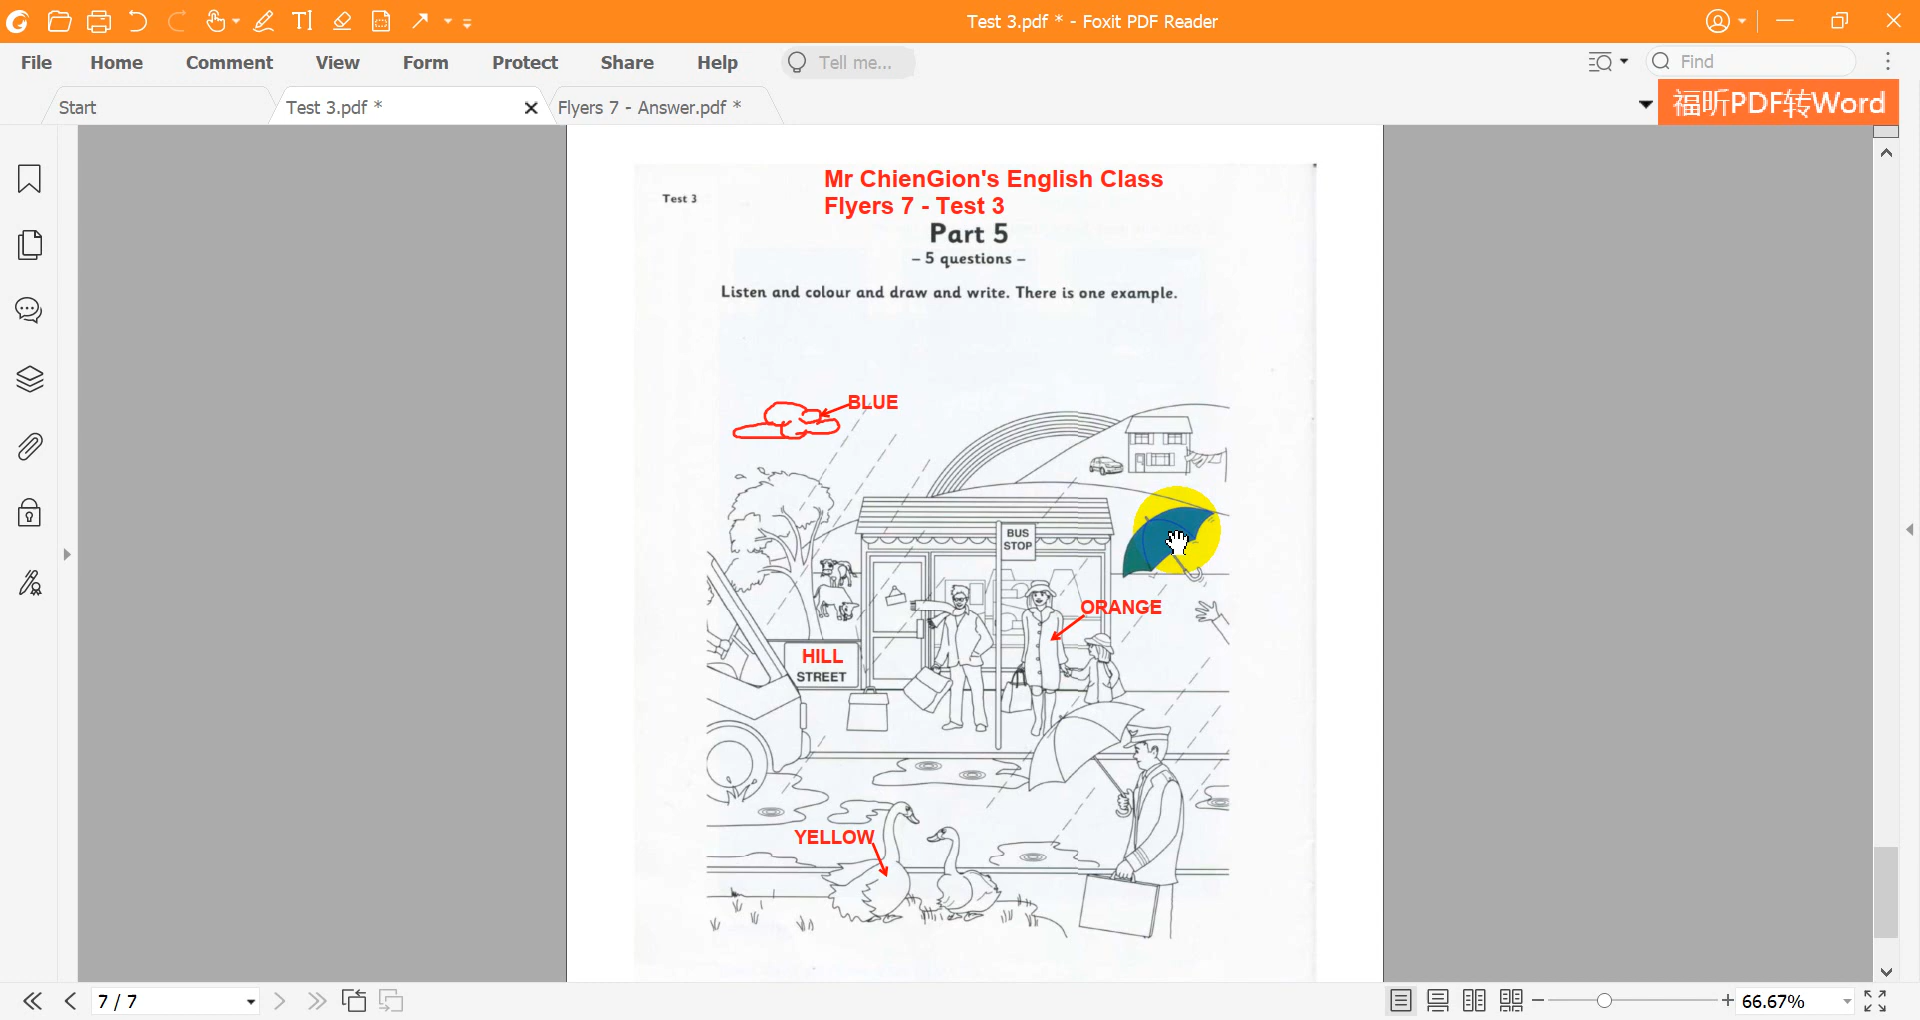 Test 3.pdf * - Foxit PDF Reader
File Home Comment View Form Protect Share Help Tell me... Find
Start Test 3.pdf * Flyers 7 - Answer.pdf * 福昕PDF转Word
Mr ChienGion's English Class
Test 3
Flyers 7 - Test 3
Part 5
– 5 questions –
Listen and colour and draw and write. There is one example.
BLUE
BUS
STOP
ORANGE
HILL
STREET
YELLOW
7 / 7 66.67%